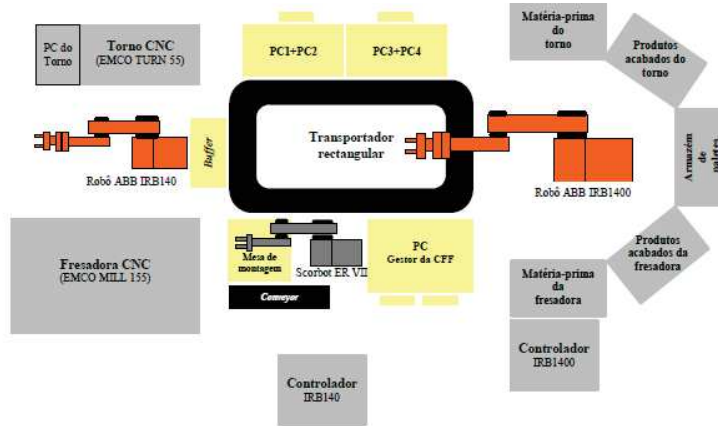 PC do
Torno
Torno CNC
(EMCO TURN 55)
PC1+PC2
PC3+PC4
Matéria-prima
do
torno
Produtos
acabados do
torno
Transportador
rectangular
Buffer
Robô ABB IRB140
Robô ABB IRB1400
Armazém
de
paletes
Fresadora CNC
(EMCO MILL 155)
Mesa de
montagem
Scorbot ER VII
Conveyor
PC
Gestor da CFF
Produtos
acabados da
fresadora
Matéria-prima
da
fresadora
Controlador
IRB1400
Controlador
IRB140